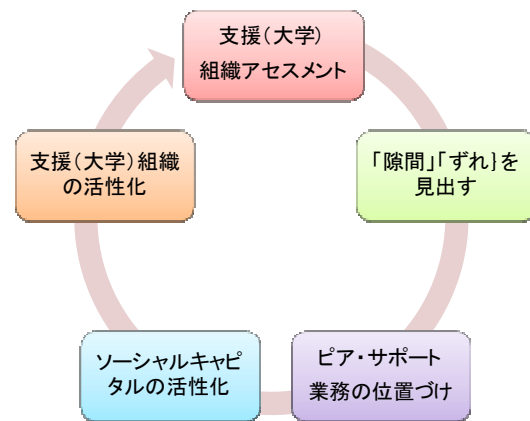 支援(大学)
組織アセスメント
「隙間」「ずれ}を
見出す
ピア・サポート
業務の位置づけ
ソーシャルキャピ
タルの活性化
支援(大学)組織
の活性化